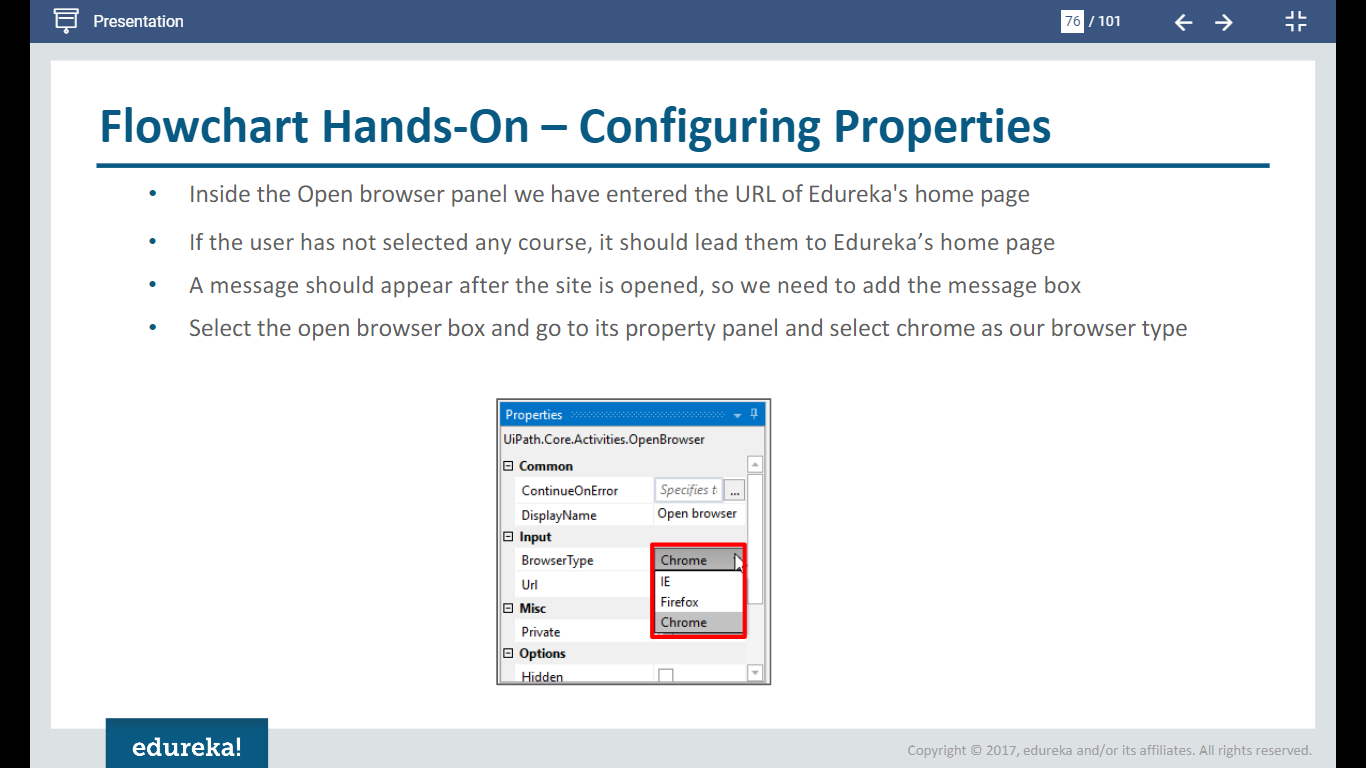 Presentation
76 / 101
Flowchart Hands-On – Configuring Properties
• Inside the Open browser panel we have entered the URL of Edureka's home page
• If the user has not selected any course, it should lead them to Edureka’s home page
• A message should appear after the site is opened, so we need to add the message box
• Select the open browser box and go to its property panel and select chrome as our browser type
Properties
UiPath.Core.Activities.OpenBrowser
Common
ContinueOnError Specifies t ...
DisplayName Open browser
Input
BrowserType Chrome
IE
Url
Firefox
Misc
Chrome
Private
Options
Hidden
edureka!
Copyright © 2017, edureka and/or its affiliates. All rights reserved.